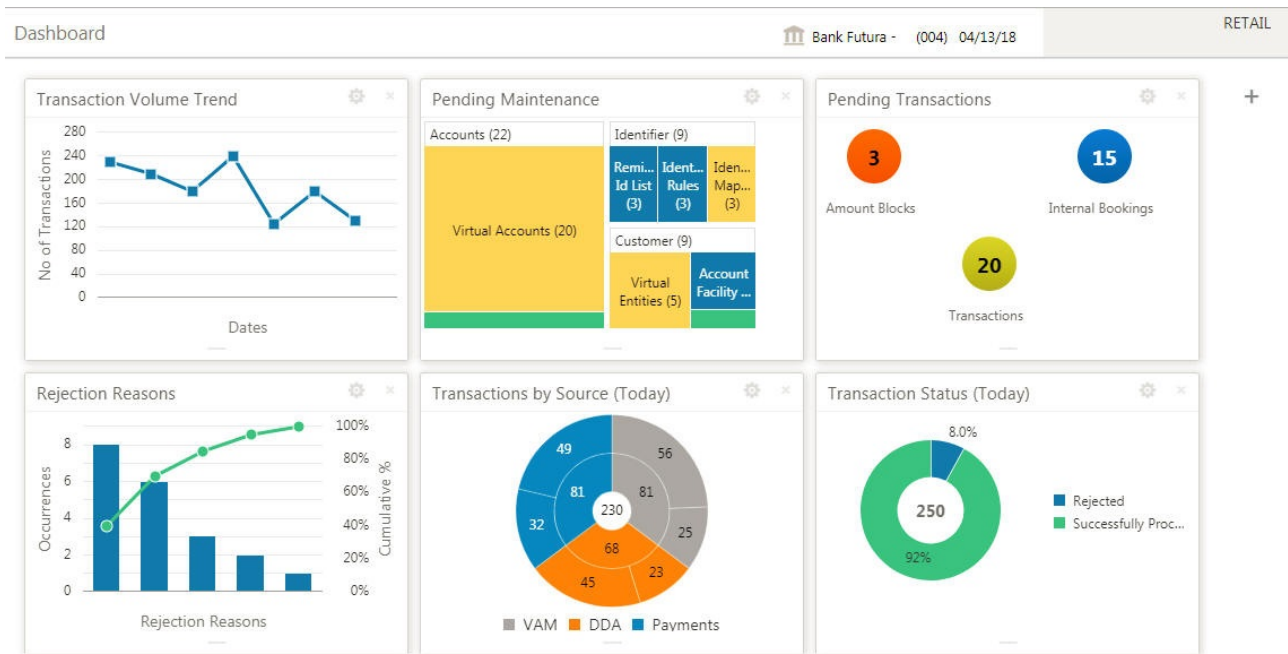 Dashboard
Bank Futura - (004) 04/13/18
RETAIL
Transaction Volume Trend
280
240
200
160
120
80
40
0
No of Transactions
Dates
Pending Maintenance
Accounts (22)
Virtual Accounts (20)
Identifier (9)
Remi...
Id List
(3)
Ident...
Rules
(3)
Iden...
Map...
(3)
Customer (9)
Virtual
Entities (5)
Account
Facility ...
Pending Transactions
3
Amount Blocks
15
Internal Bookings
20
Transactions
+
Rejection Reasons
8
6
4
2
0
Occurrences
100%
80%
60%
40%
20%
0%
Cumulative %
Rejection Reasons
Transactions by Source (Today)
49
56
81
81
230
32
25
68
45
23
VAM DDA Payments
Transaction Status (Today)
8.0%
250
92%
Rejected
Successfully Proc...